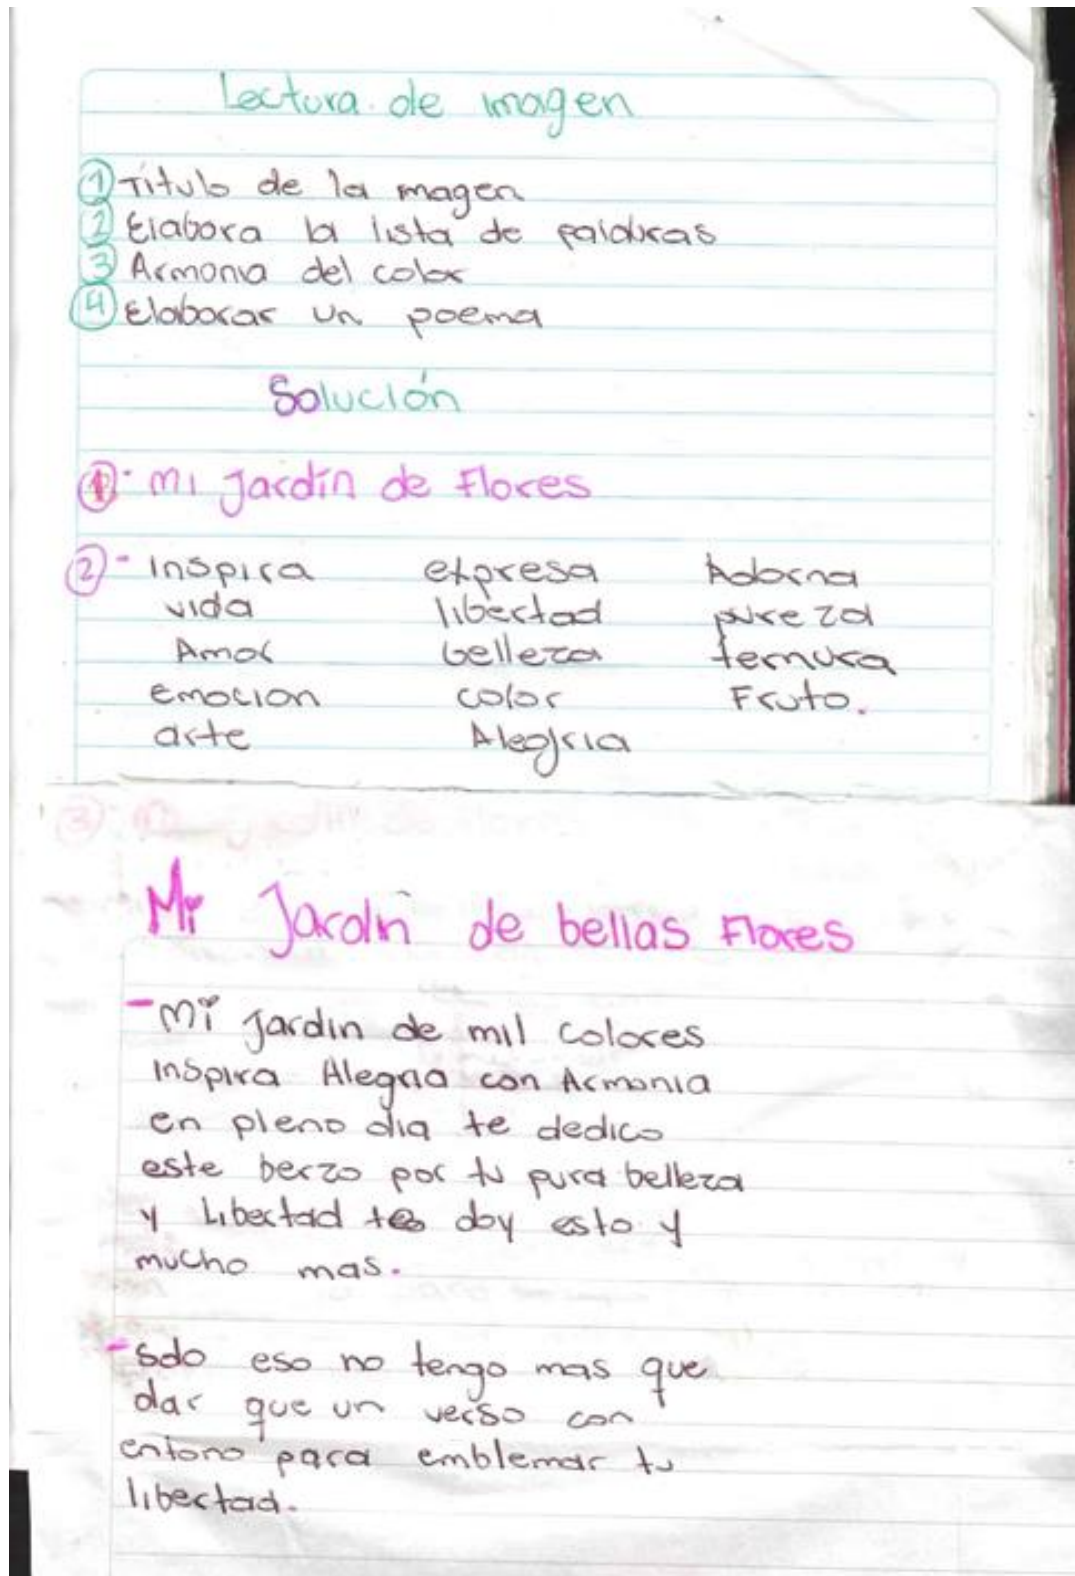 Lectura de imagen
① Título de la imagen
② Elabora la lista de palabras
③ Armonia del color
④ Elaborar un poema
Solución
①- mi Jardín de Flores
②- inspira expresa Adorna
vida libertad pureza
Amor belleza ternura
emocion color Fruto.
arte Alegria
Mi Jardin de bellas Flores
- mi Jardin de mil colores
inspira Alegria con Armonia
en pleno dia te dedico
este berzo por tu pura belleza
y Libertad te doy esto y
mucho mas.
- Solo eso no tengo mas que
dar que un verso con
entono para emblemar tu
libertad.